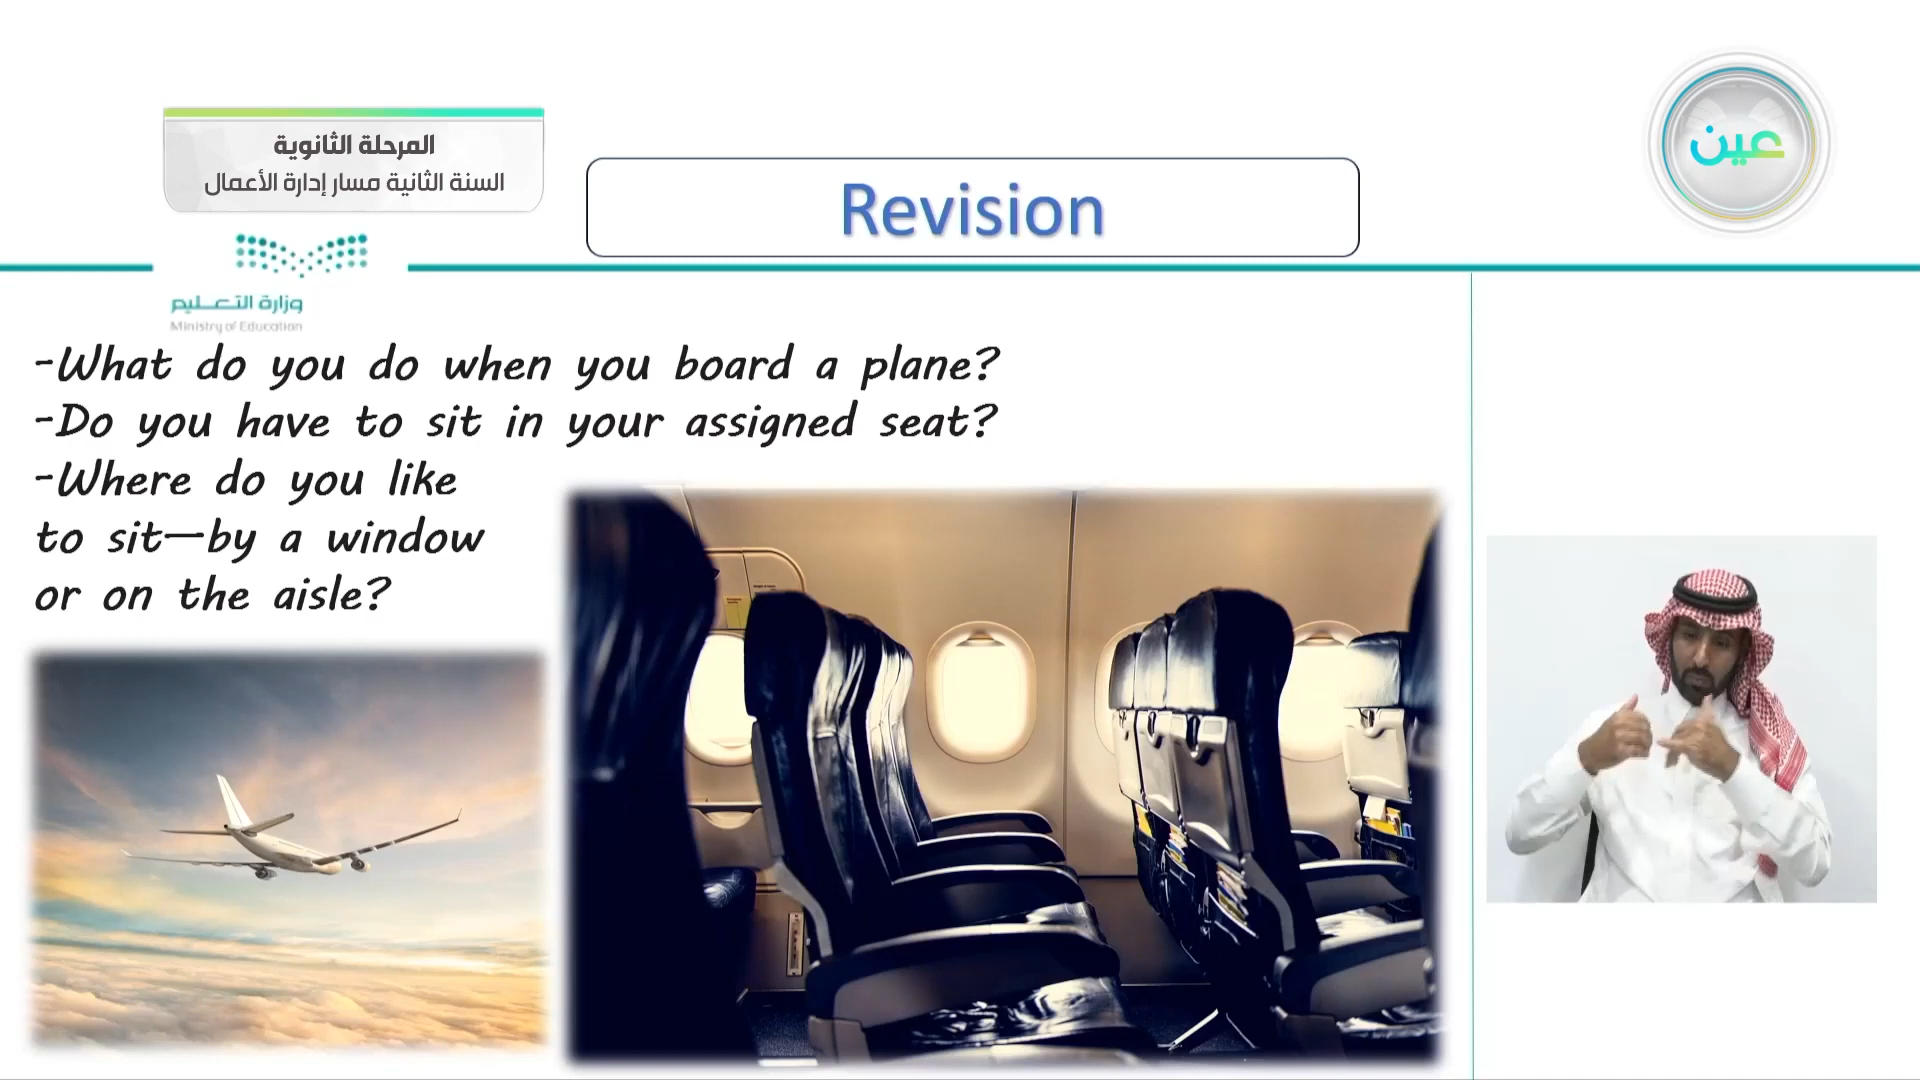 المرحلة الثانوية
السنة الثانية مسار إدارة الأعمال
عين
Revision
وزارة التعليم
Ministry of Education
-What do you do when you board a plane?
-Do you have to sit in your assigned seat?
-Where do you like
to sit—by a window
or on the aisle?